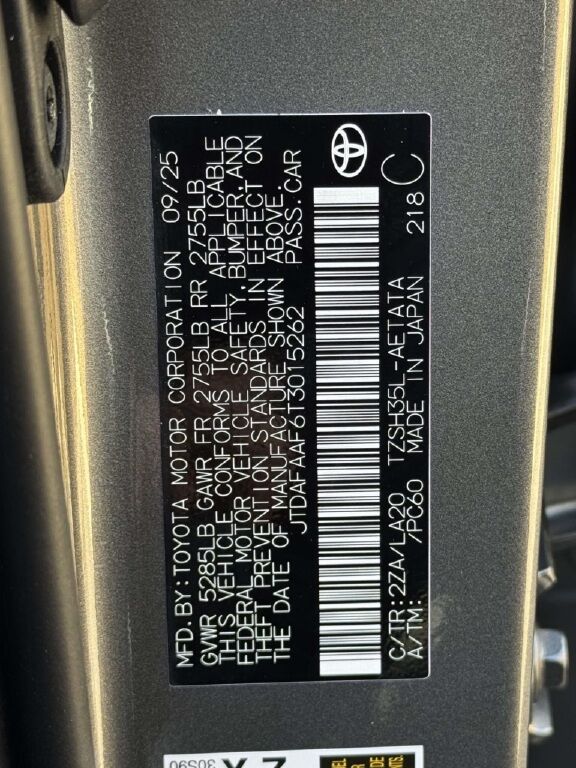 MFD. BY: TOYOTA MOTOR CORPORATION 09/25
GVWR 5285LB GAWR FR 2755LB RR 2755LB
THIS VEHICLE CONFORMS TO ALL APPLICABLE
FEDERAL MOTOR VEHICLE SAFETY, BUMPER, AND
THEFT PREVENTION STANDARDS IN EFFECT ON
THE DATE OF MANUFACTURE SHOWN ABOVE.
JTDAFAAF6T3015262 PASS. CAR
C/TR: 2ZA/LA20 TZSH35L-AETATA
A/TM: /PC60 MADE IN JAPAN 218 C
30S90